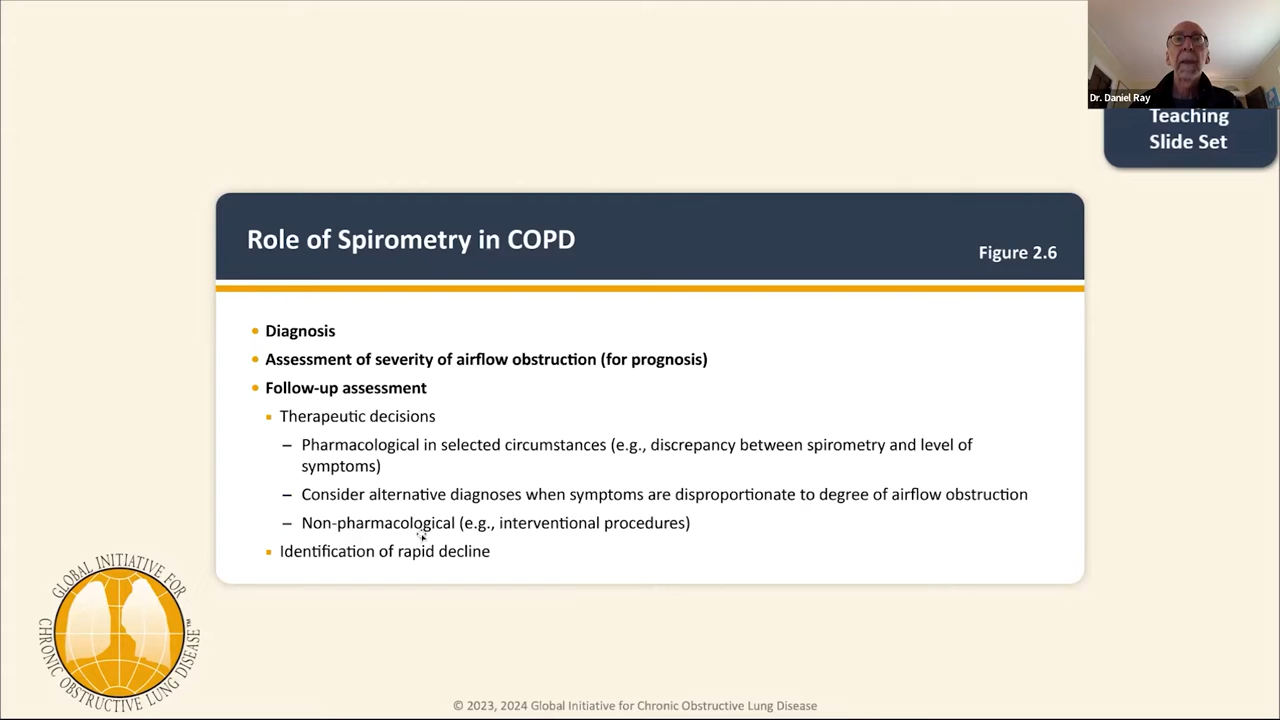 Dr. Daniel Ray
Teaching
Slide Set
Role of Spirometry in COPD
Figure 2.6
• Diagnosis
• Assessment of severity of airflow obstruction (for prognosis)
• Follow-up assessment
▪ Therapeutic decisions
– Pharmacological in selected circumstances (e.g., discrepancy between spirometry and level of
symptoms)
– Consider alternative diagnoses when symptoms are disproportionate to degree of airflow obstruction
– Non-pharmacological (e.g., interventional procedures)
▪ Identification of rapid decline
GLOBAL INITIATIVE FOR
CHRONIC OBSTRUCTIVE LUNG DISEASE™
© 2023, 2024 Global Initiative for Chronic Obstructive Lung Disease